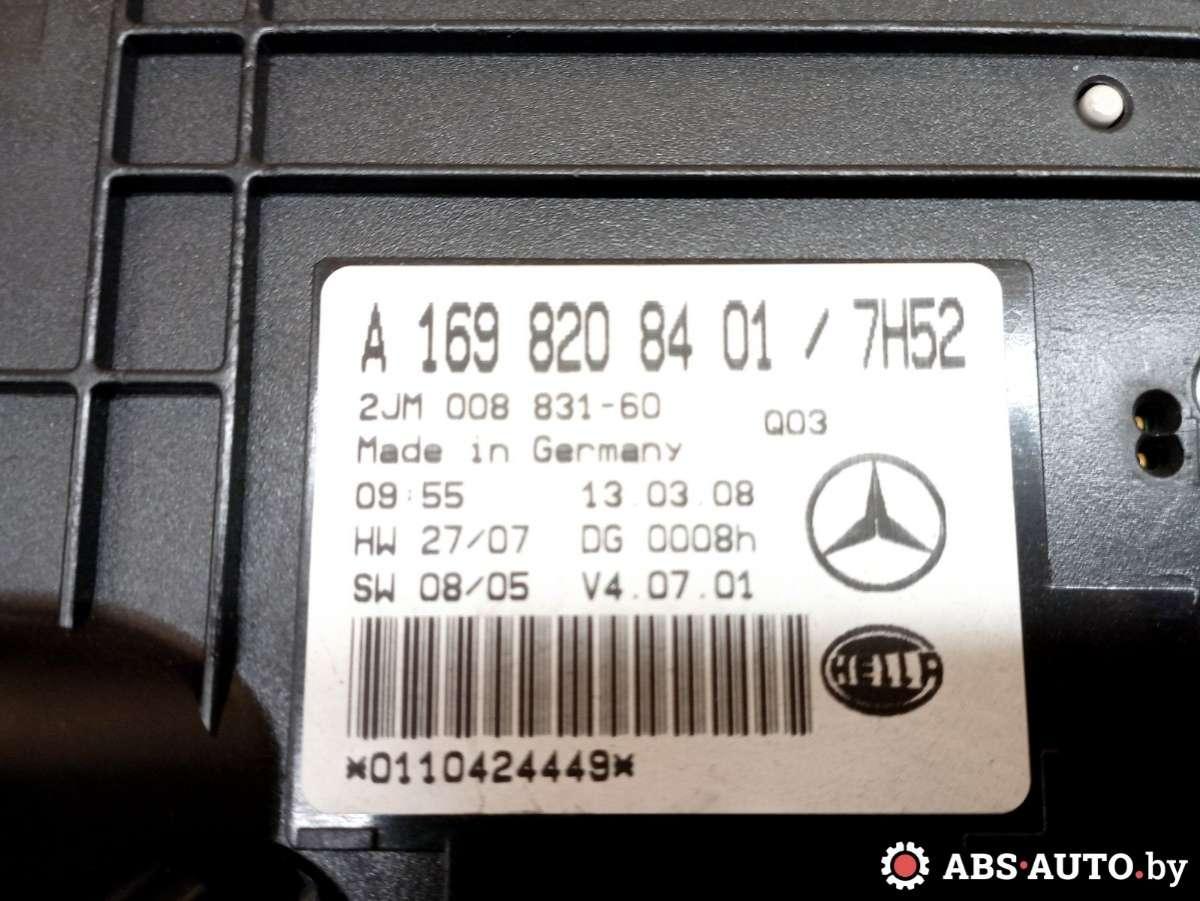 A 169 820 84 01 / 7H52
2JM 008 831-60
Q03
Made in Germany
09:55 13.03.08
HW 27/07 DG 0008h
SW 08/05 V4.07.01
HELLA
*0110424449*
ABS·AUTO.by